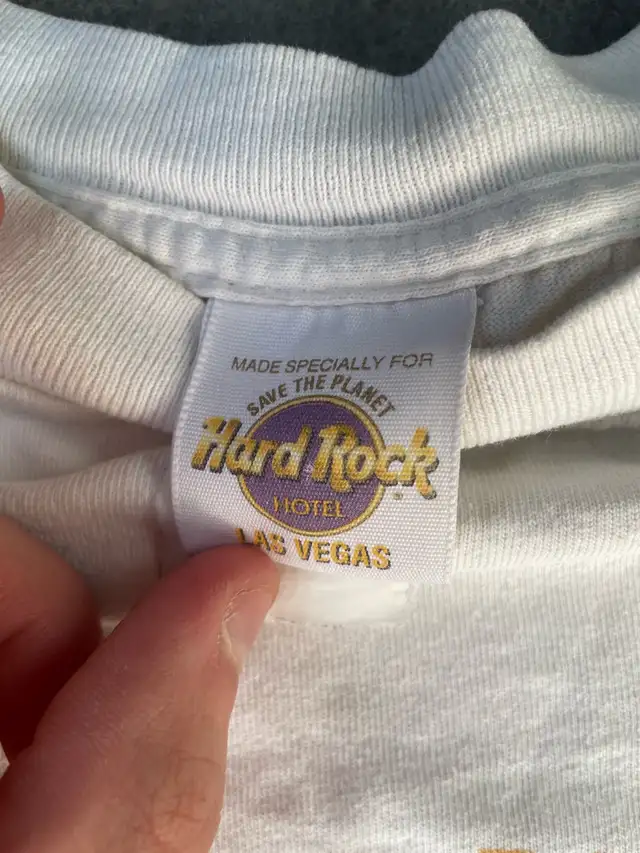 MADE SPECIALLY FOR
SAVE THE PLANET
Hard Rock
HOTEL
LAS VEGAS